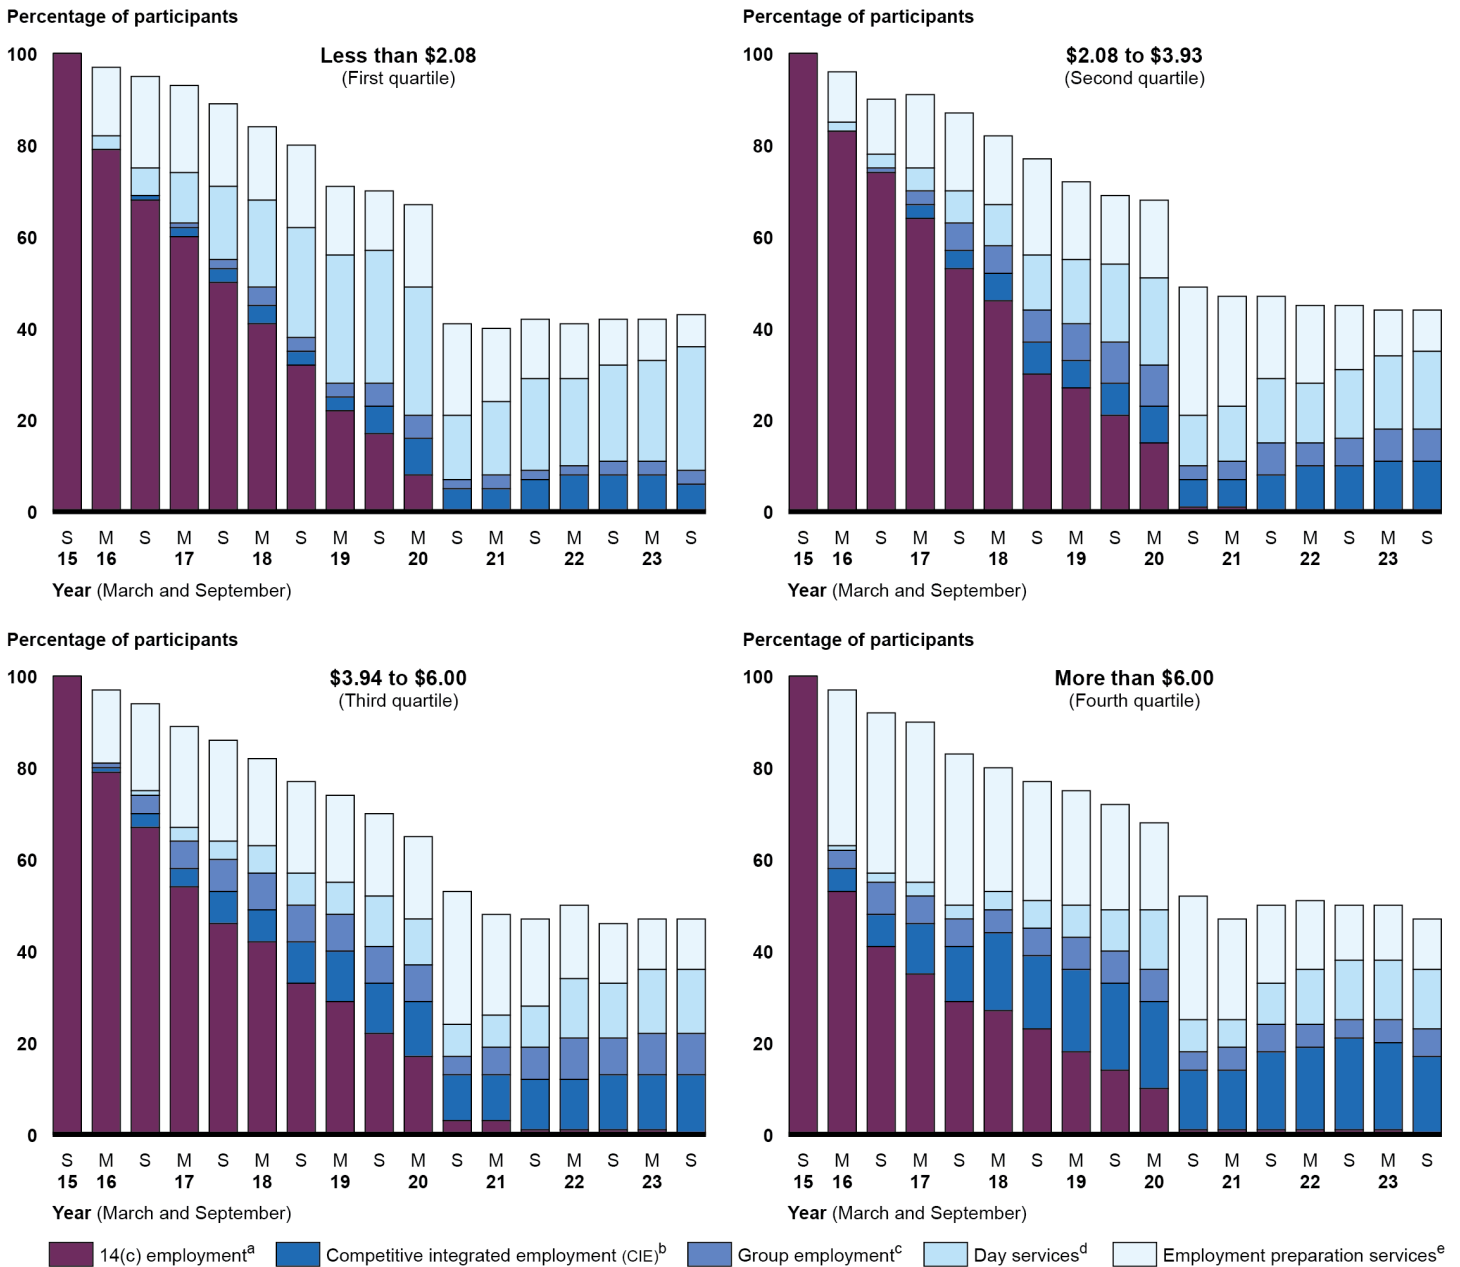 Percentage of participants
Less than $2.08
(First quartile)
100
80
60
40
20
0
S M S M S M S M S M S M S M S M S
15 16 17 18 19 20 21 22 23
Year (March and September)
Percentage of participants
$2.08 to $3.93
(Second quartile)
100
80
60
40
20
0
S M S M S M S M S M S M S M S M S
15 16 17 18 19 20 21 22 23
Year (March and September)
Percentage of participants
$3.94 to $6.00
(Third quartile)
100
80
60
40
20
0
S M S M S M S M S M S M S M S M S
15 16 17 18 19 20 21 22 23
Year (March and September)
Percentage of participants
More than $6.00
(Fourth quartile)
100
80
60
40
20
0
S M S M S M S M S M S M S M S M S
15 16 17 18 19 20 21 22 23
Year (March and September)
14(c) employmentᵃ Competitive integrated employment (CIE)ᵇ Group employmentᶜ Day servicesᵈ Employment preparation servicesᵉ